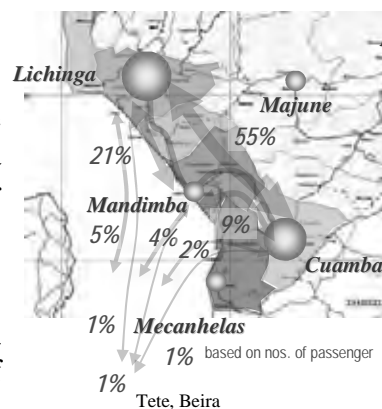 Lichinga
Majune
55%
21%
Mandimba
9%
5%
4%
2%
Cuamba
1%
Mecanhelas
1% based on nos. of passenger
1%
Tete, Beira